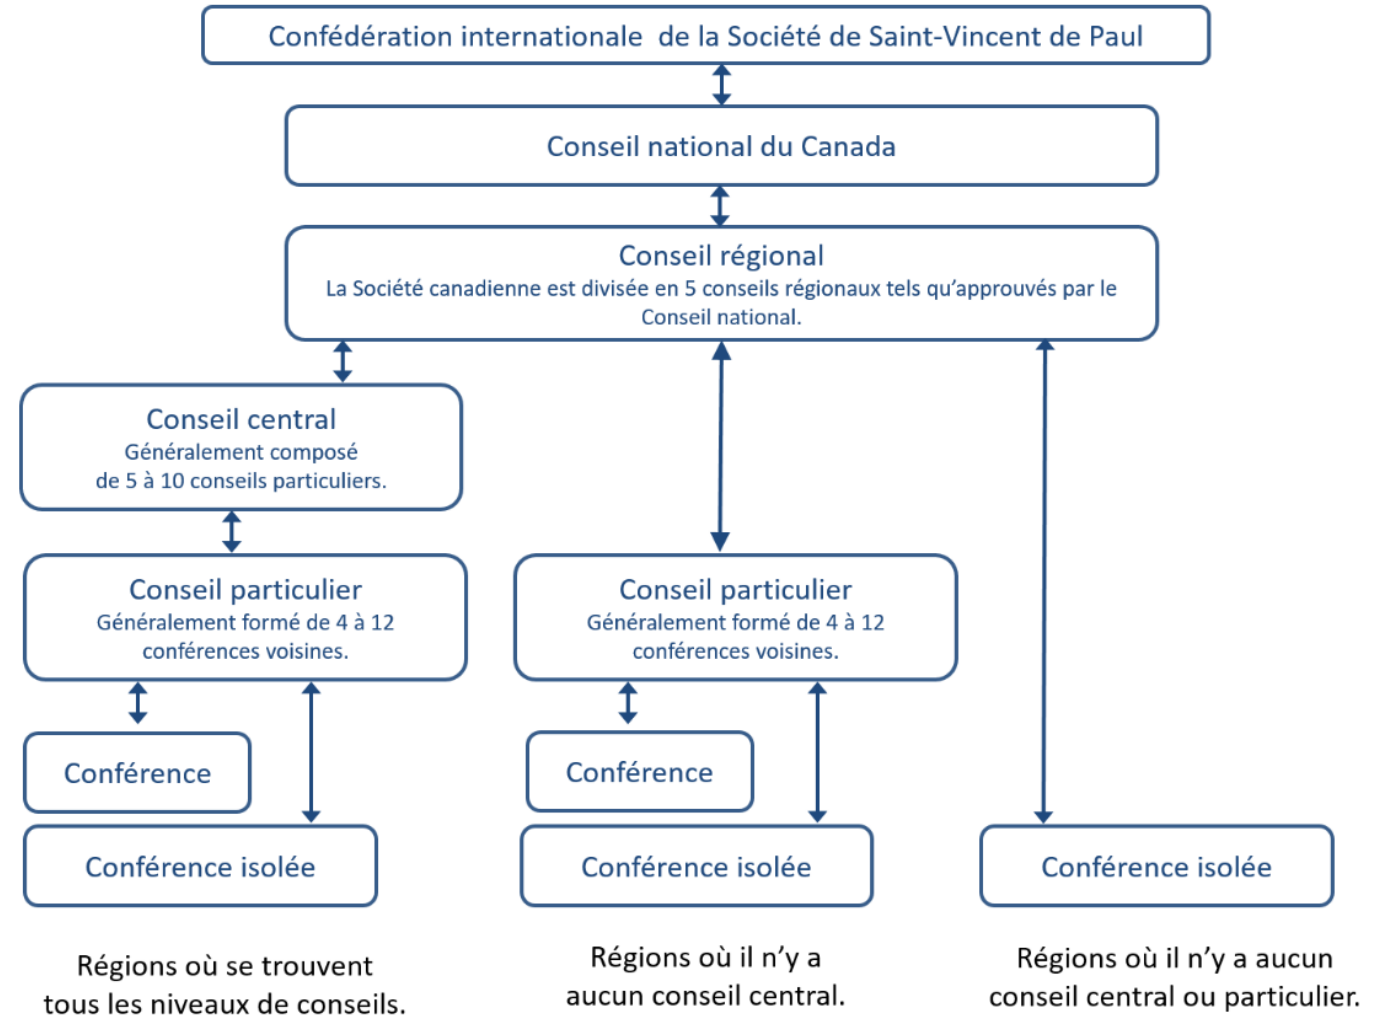 Confédération internationale  de la Société de Saint-Vincent de Paul
Conseil national du Canada
Conseil régional
La Société canadienne est divisée en 5 conseils régionaux tels qu'approuvés par le
Conseil national.
Conseil central
Généralement composé
de 5 à 10 conseils particuliers.
Conseil particulier
Généralement formé de 4 à 12
conférences voisines.
Conseil particulier
Généralement formé de 4 à 12
conférences voisines.
Conférence
Conférence
Conférence isolée
Conférence isolée
Conférence isolée
Régions où se trouvent
tous les niveaux de conseils.
Régions où il n'y a
aucun conseil central.
Régions où il n'y a aucun
conseil central ou particulier.